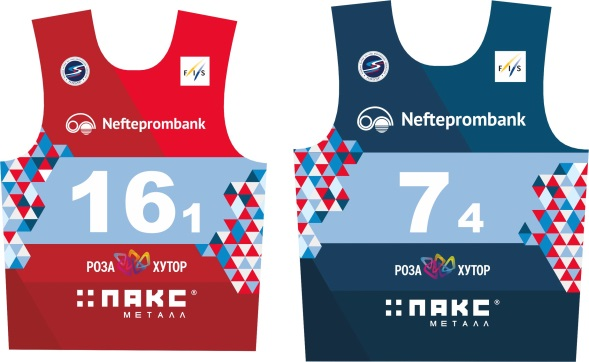 FIS
Nefteprombank
16 1
РОЗА ХУТОР
ПАКС ®
МЕТАЛЛ
FIS
Nefteprombank
7 4
РОЗА ХУТОР
ПАКС ®
МЕТАЛЛ